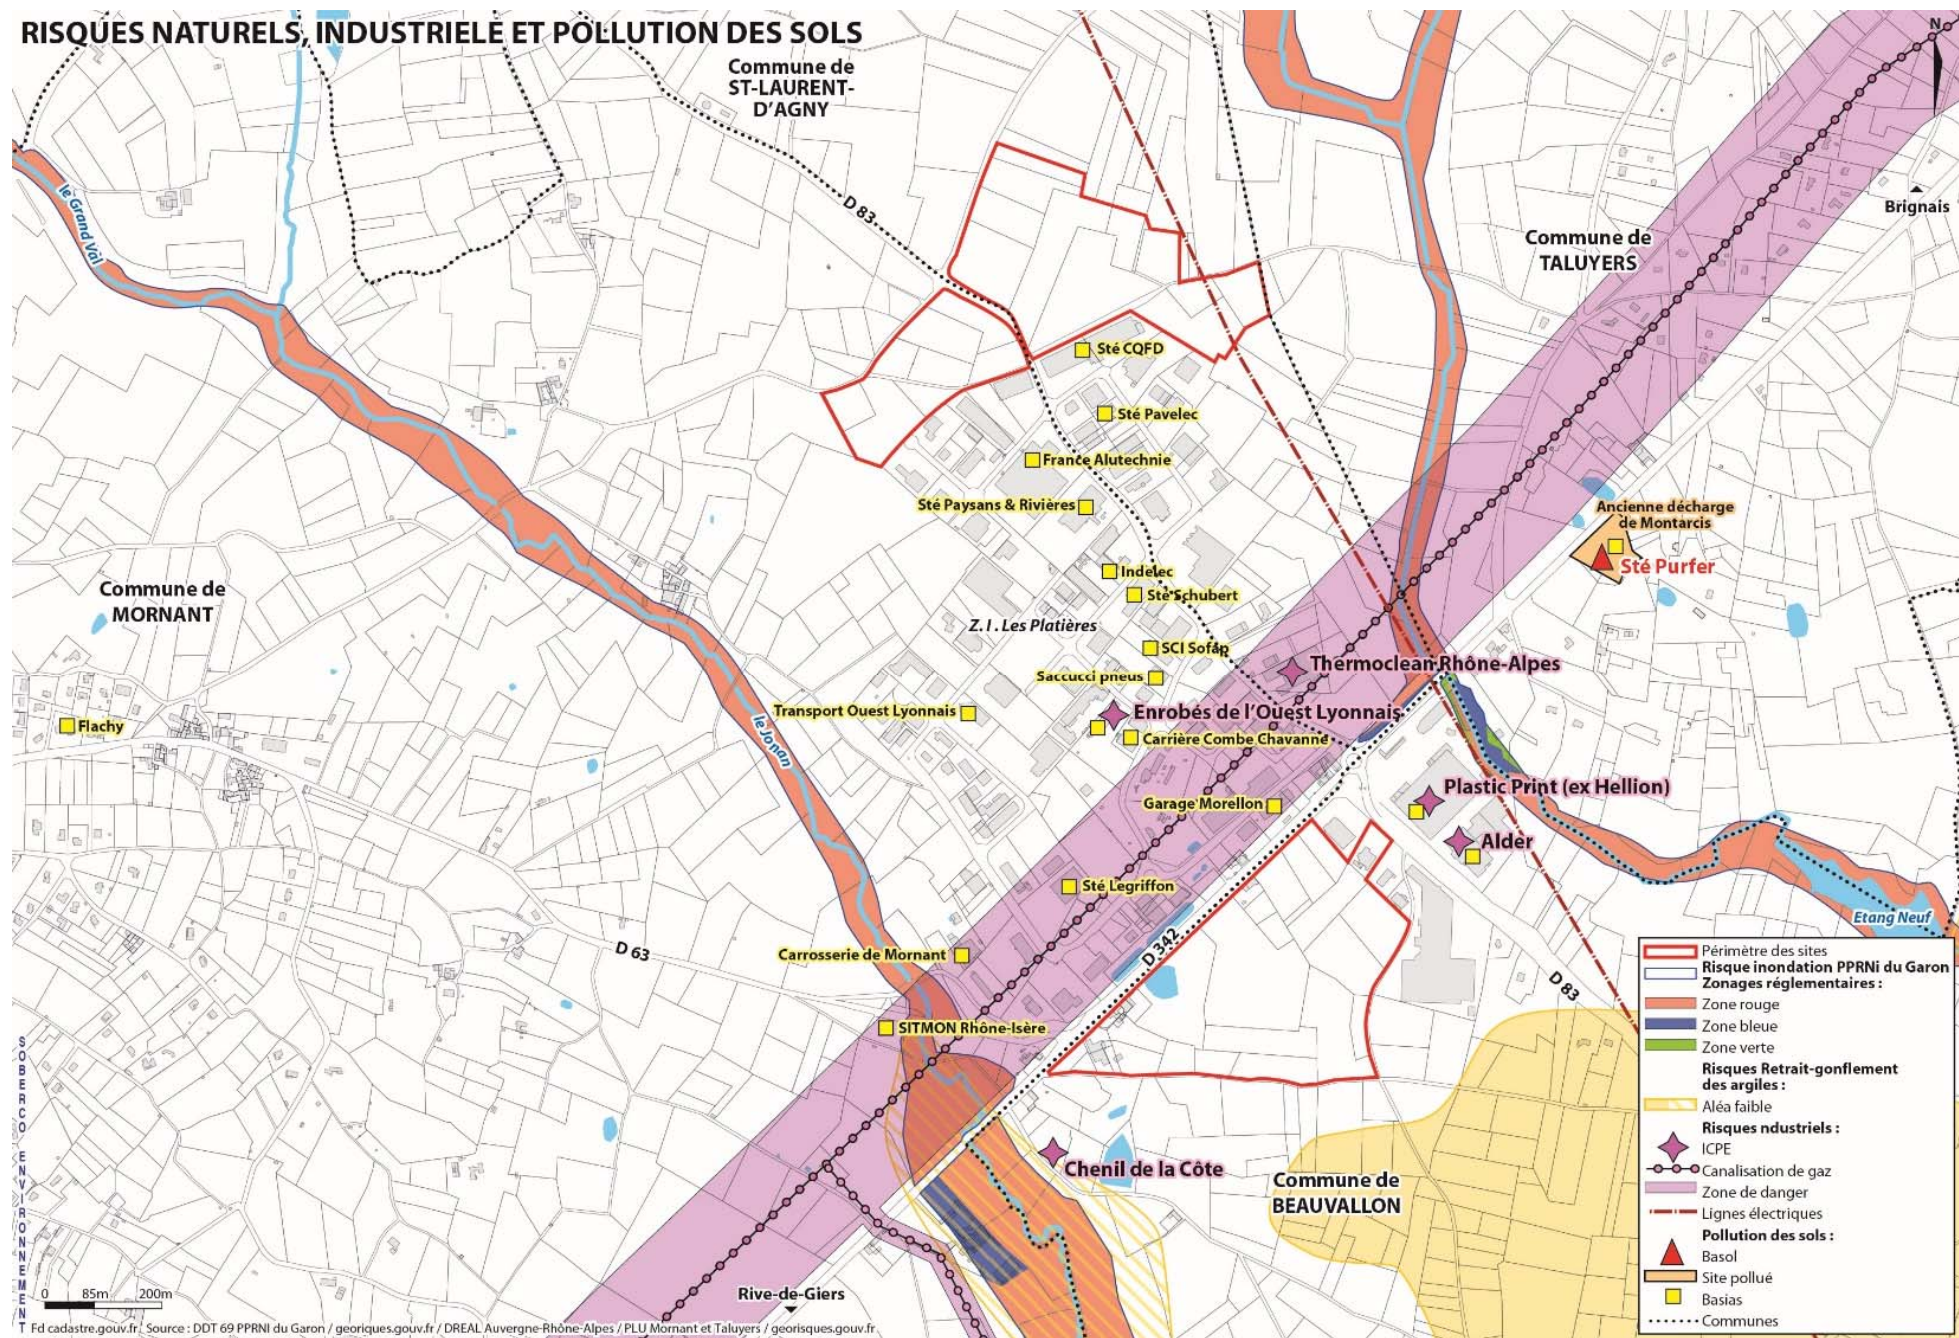 RISQUES NATURELS, INDUSTRIELE ET POLLUTION DES SOLS
Commune de
ST-LAURENT-
D'AGNY
N
le Grand Val
D 83
Brignais
Commune de
TALUYERS
Sté CQFD
Sté Pavelec
France Alutechnie
Sté Paysans & Rivières
Ancienne décharge
de Montarcis
Sté Purfer
Indelec
Sté Schubert
Commune de
MORNANT
Z. I . Les Platières
SCI Sofap
Thermoclean Rhône-Alpes
Saccucci pneus
Transport Ouest Lyonnais
Enrobés de l'Ouest Lyonnais
Flachy
le Jonan
Carrière Combe Chavanne
Plastic Print (ex Hellion)
Garage Morellon
Alder
Sté Legriffon
Etang Neuf
D 342
D 63
Carrosserie de Mornant
D 83
SITMON Rhône-Isère
Chenil de la Côte
Commune de
BEAUVALLON
Rive-de-Giers
Périmètre des sites
Risque inondation PPRNi du Garon
Zonages réglementaires :
Zone rouge
Zone bleue
Zone verte
Risques Retrait-gonflement
des argiles :
Aléa faible
Risques ndustriels :
ICPE
Canalisation de gaz
Zone de danger
Lignes électriques
Pollution des sols :
Basol
Site pollué
Basias
Communes
SOBERCO ENVIRONNEMENT
0 85m 200m
Fd cadastre.gouv.fr / Source : DDT 69 PPRNI du Garon / georiques.gouv.fr / DREAL Auvergne-Rhône-Alpes / PLU Mornant et Taluyers / georisques.gouv.fr